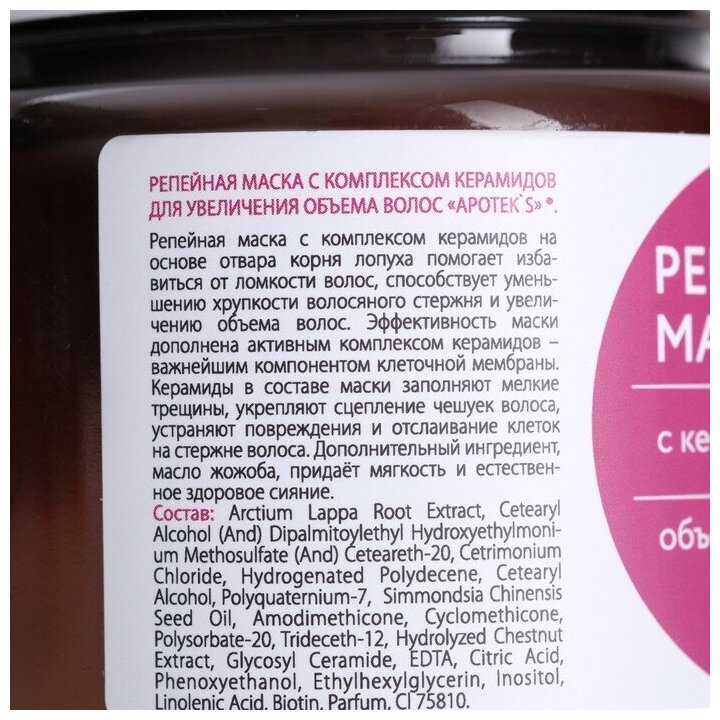 РЕПЕЙНАЯ МАСКА С КОМПЛЕКСОМ КЕРАМИДОВ
ДЛЯ УВЕЛИЧЕНИЯ ОБЪЕМА ВОЛОС «APOTEK`S» ®.
Репейная маска с комплексом керамидов на
основе отвара корня лопуха помогает изба-
виться от ломкости волос, способствует умень-
шению хрупкости волосяного стержня и увели-
чению объема волос. Эффективность маски
дополнена активным комплексом керамидов –
важнейшим компонентом клеточной мембраны.
Керамиды в составе маски заполняют мелкие
трещины, укрепляют сцепление чешуек волоса,
устраняют повреждения и отслаивание клеток
на стержне волоса. Дополнительный ингредиент,
масло жожоба, придаёт мягкость и естествен-
ное здоровое сияние.
Состав: Arctium Lappa Root Extract, Cetearyl
Alcohol (And) Dipalmitoylethyl Hydroxyethylmoni-
um Methosulfate (And) Ceteareth-20, Cetrimonium
Chloride, Hydrogenated Polydecene, Cetearyl
Alcohol, Polyquaternium-7, Simmondsia Chinensis
Seed Oil, Amodimethicone, Cyclomethicone,
Polysorbate-20, Trideceth-12, Hydrolyzed Chestnut
Extract, Glycosyl Ceramide, EDTA, Citric Acid,
Phenoxyethanol, Ethylhexylglycerin, Inositol,
Linolenic Acid, Biotin, Parfum, CI 75810.
РЕ
МА
с ке
объ